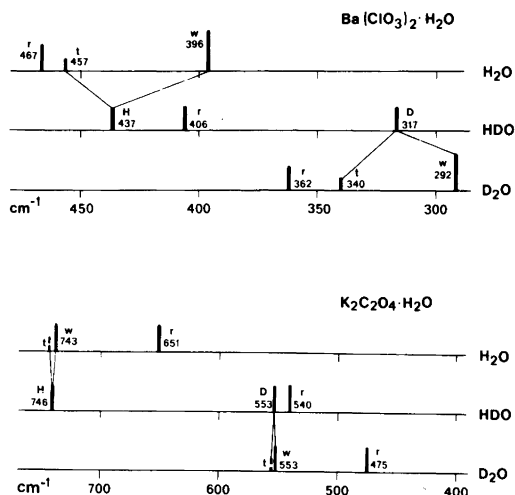 Ba(ClO₃)₂·H₂O
r 467 t 457 w 396 H₂O
H 437 r 406 D 317 HDO
r 362 t 340 w 292 D₂O
cm⁻¹ 450 400 350 300
K₂C₂O₄·H₂O
t w 743 r 651 H₂O
H 746 D 553 r 540 HDO
t w 553 r 475 D₂O
cm⁻¹ 700 600 500 400